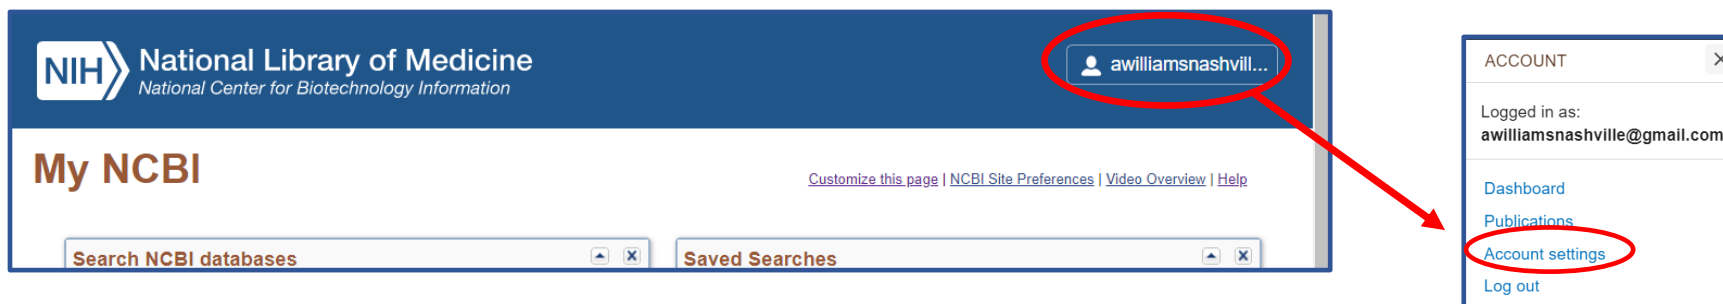 NIH National Library of Medicine
National Center for Biotechnology Information
awilliamsnashvill...
My NCBI
Customize this page | NCBI Site Preferences | Video Overview | Help
Search NCBI databases
Saved Searches
ACCOUNT
Logged in as:
awilliamsnashville@gmail.com
Dashboard
Publications
Account settings
Log out